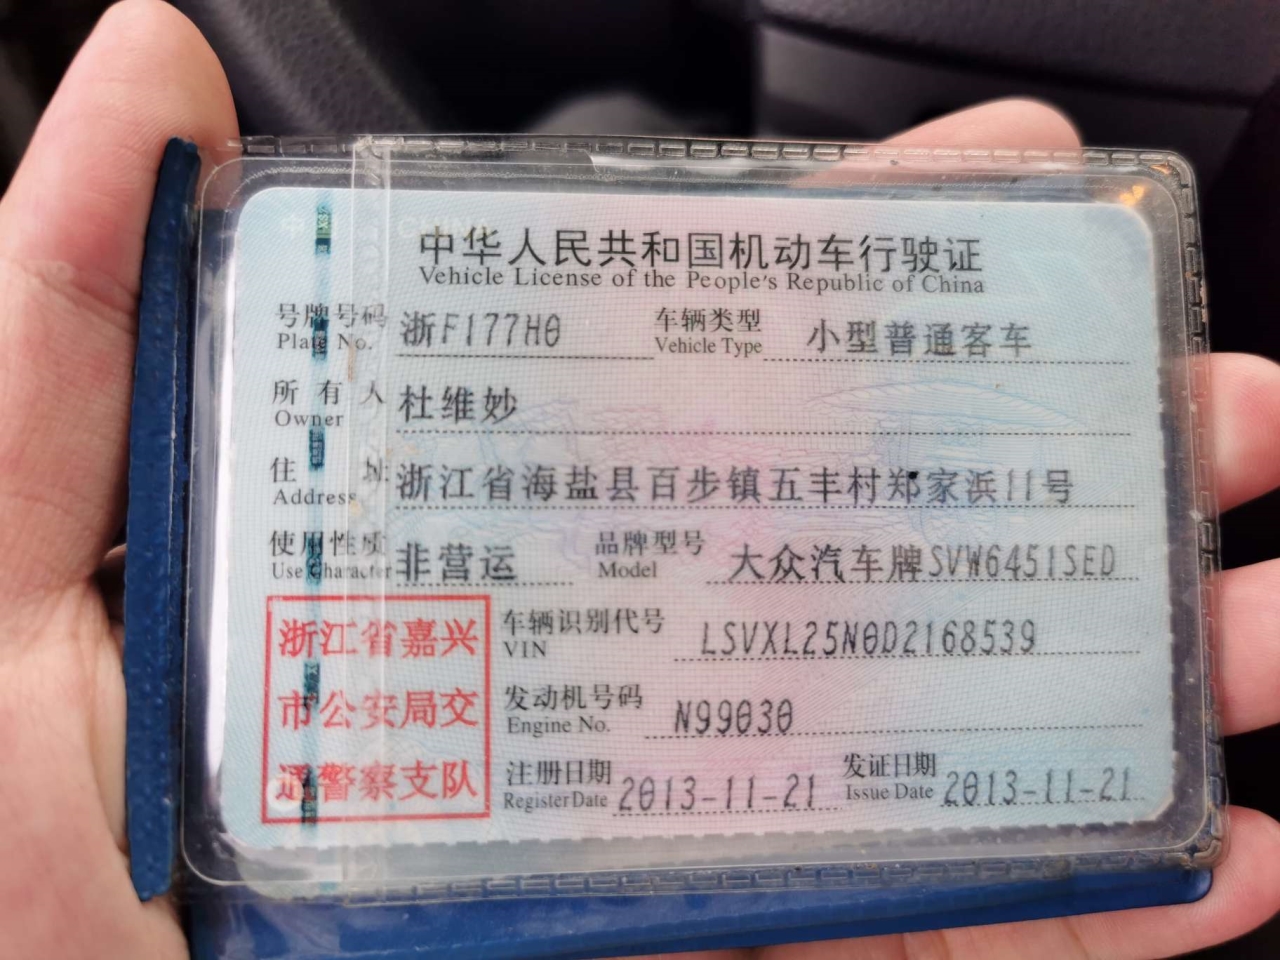 中华人民共和国机动车行驶证
Vehicle License of the People's Republic of China
号牌号码 浙F177H0 车辆类型 小型普通客车
Plate No. Vehicle Type
所有人 杜维妙
Owner
住址 浙江省海盐县百步镇五丰村郑家浜11号
Address
使用性质 非营运 品牌型号 大众汽车牌SVW6451SED
Use Character Model
浙江省嘉兴
市公安局交
通警察支队
车辆识别代号 LSVXL25N0D2168539
VIN
发动机号码 N99030
Engine No.
注册日期 2013-11-21 发证日期 2013-11-21
Register Date Issue Date